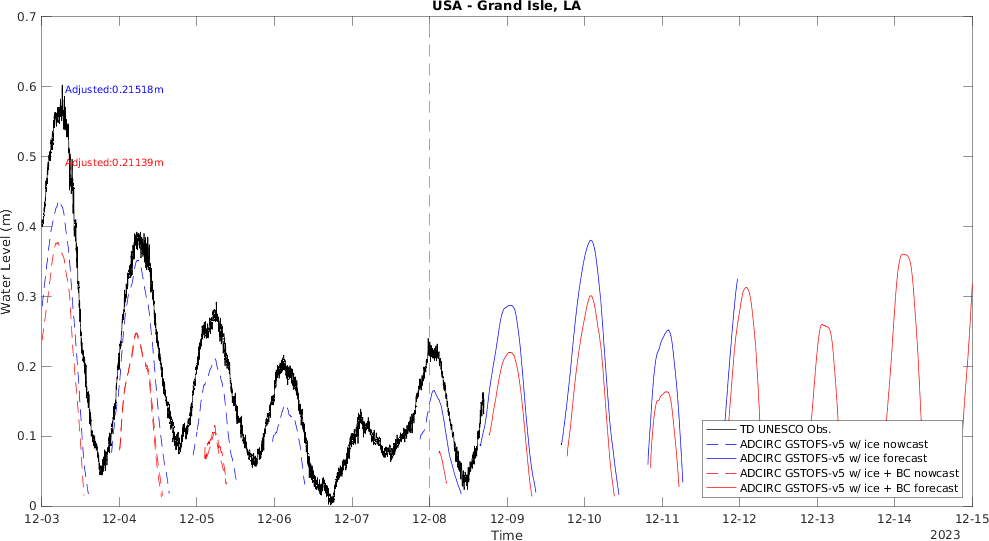 USA - Grand Isle, LA
0.7
0.6
0.5
0.4
0.3
0.2
0.1
0
Water Level (m)
Adjusted:0.21518m
Adjusted:0.21139m
TD UNESCO Obs.
ADCIRC GSTOFS-v5 w/ ice nowcast
ADCIRC GSTOFS-v5 w/ ice forecast
ADCIRC GSTOFS-v5 w/ ice + BC nowcast
ADCIRC GSTOFS-v5 w/ ice + BC forecast
12-03 12-04 12-05 12-06 12-07 12-08 12-09 12-10 12-11 12-12 12-13 12-14 12-15
Time
2023